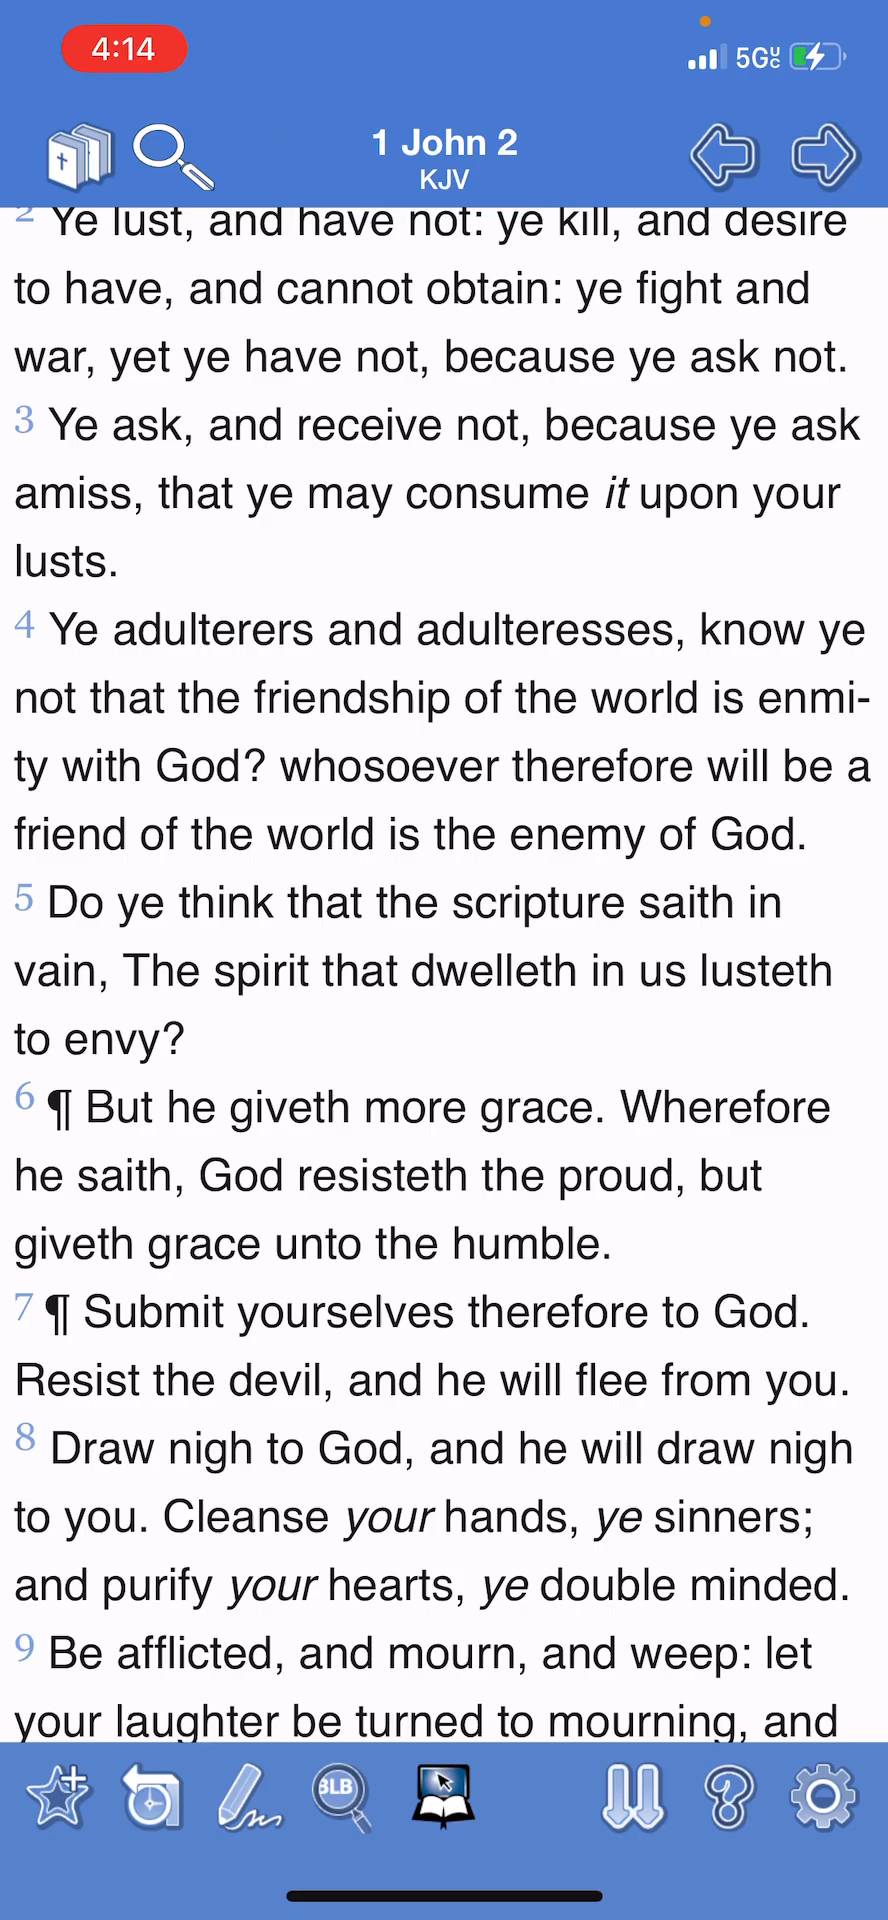 4:14
5G UC
1 John 2
KJV
2 Ye lust, and have not: ye kill, and desire
to have, and cannot obtain: ye fight and
war, yet ye have not, because ye ask not.
3 Ye ask, and receive not, because ye ask
amiss, that ye may consume it upon your
lusts.
4 Ye adulterers and adulteresses, know ye
not that the friendship of the world is enmi-
ty with God? whosoever therefore will be a
friend of the world is the enemy of God.
5 Do ye think that the scripture saith in
vain, The spirit that dwelleth in us lusteth
to envy?
6 ¶ But he giveth more grace. Wherefore
he saith, God resisteth the proud, but
giveth grace unto the humble.
7 ¶ Submit yourselves therefore to God.
Resist the devil, and he will flee from you.
8 Draw nigh to God, and he will draw nigh
to you. Cleanse your hands, ye sinners;
and purify your hearts, ye double minded.
9 Be afflicted, and mourn, and weep: let
your laughter be turned to mourning, and
BLB